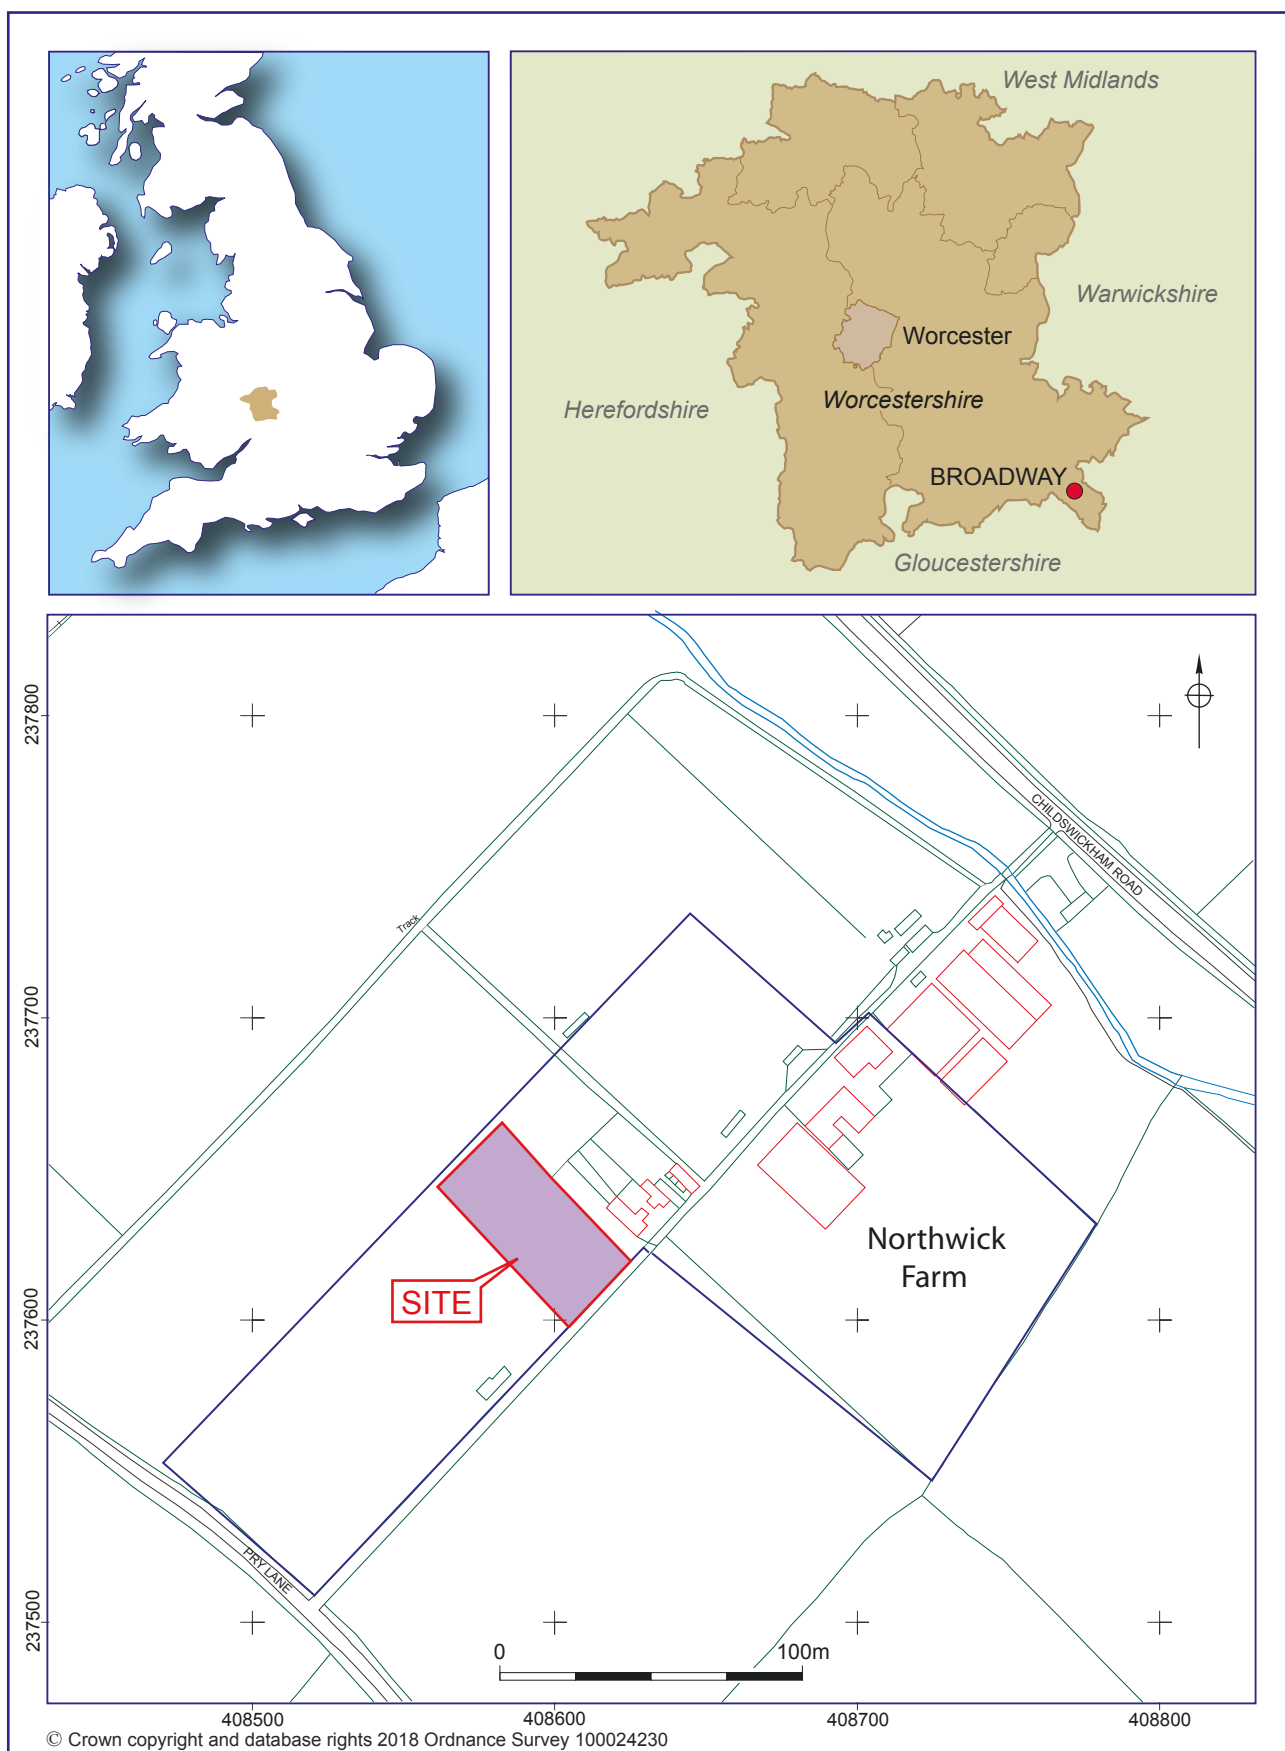 West Midlands
Warwickshire
Worcester
Worcestershire
Herefordshire
BROADWAY
Gloucestershire
237800
CHILDSWICKHAM ROAD
Track
237700
Northwick
Farm
SITE
237600
PRY LANE
237500
0
100m
408500
408600
408700
408800
© Crown copyright and database rights 2018 Ordnance Survey 100024230